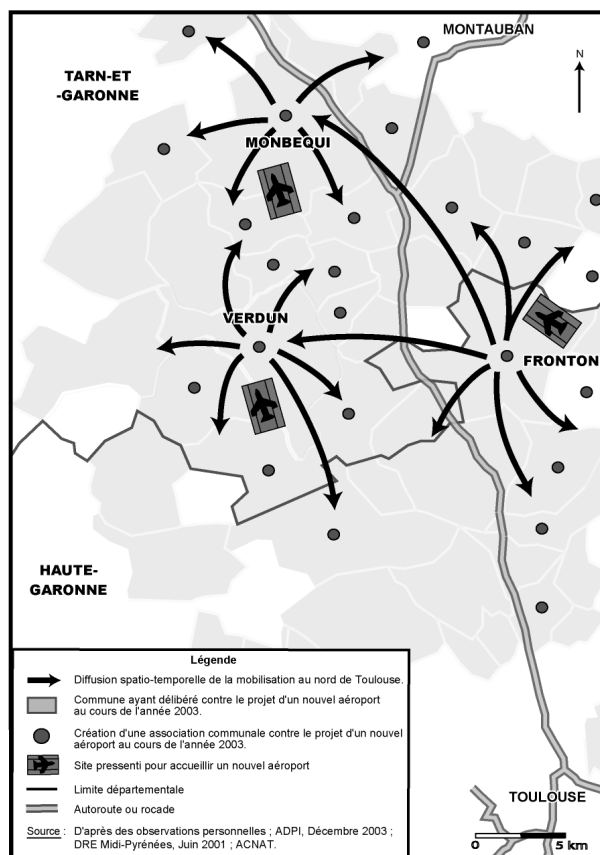 MONTAUBAN
TARN-ET
-GARONNE
N
MONBEQUI
VERDUN
FRONTON
HAUTE-
GARONNE
Légende
Diffusion spatio-temporelle de la mobilisation au nord de Toulouse.
Commune ayant délibéré contre le projet d'un nouvel aéroport
au cours de l'année 2003.
Création d'une association communale contre le projet d'un nouvel
aéroport au cours de l'année 2003.
Site pressenti pour accueillir un nouvel aéroport
Limite départementale
Autoroute ou rocade
Source : D'après des observations personnelles ; ADPI, Décembre 2003 ;
DRE Midi-Pyrénées, Juin 2001 ; ACNAT.
TOULOUSE
0 5 km